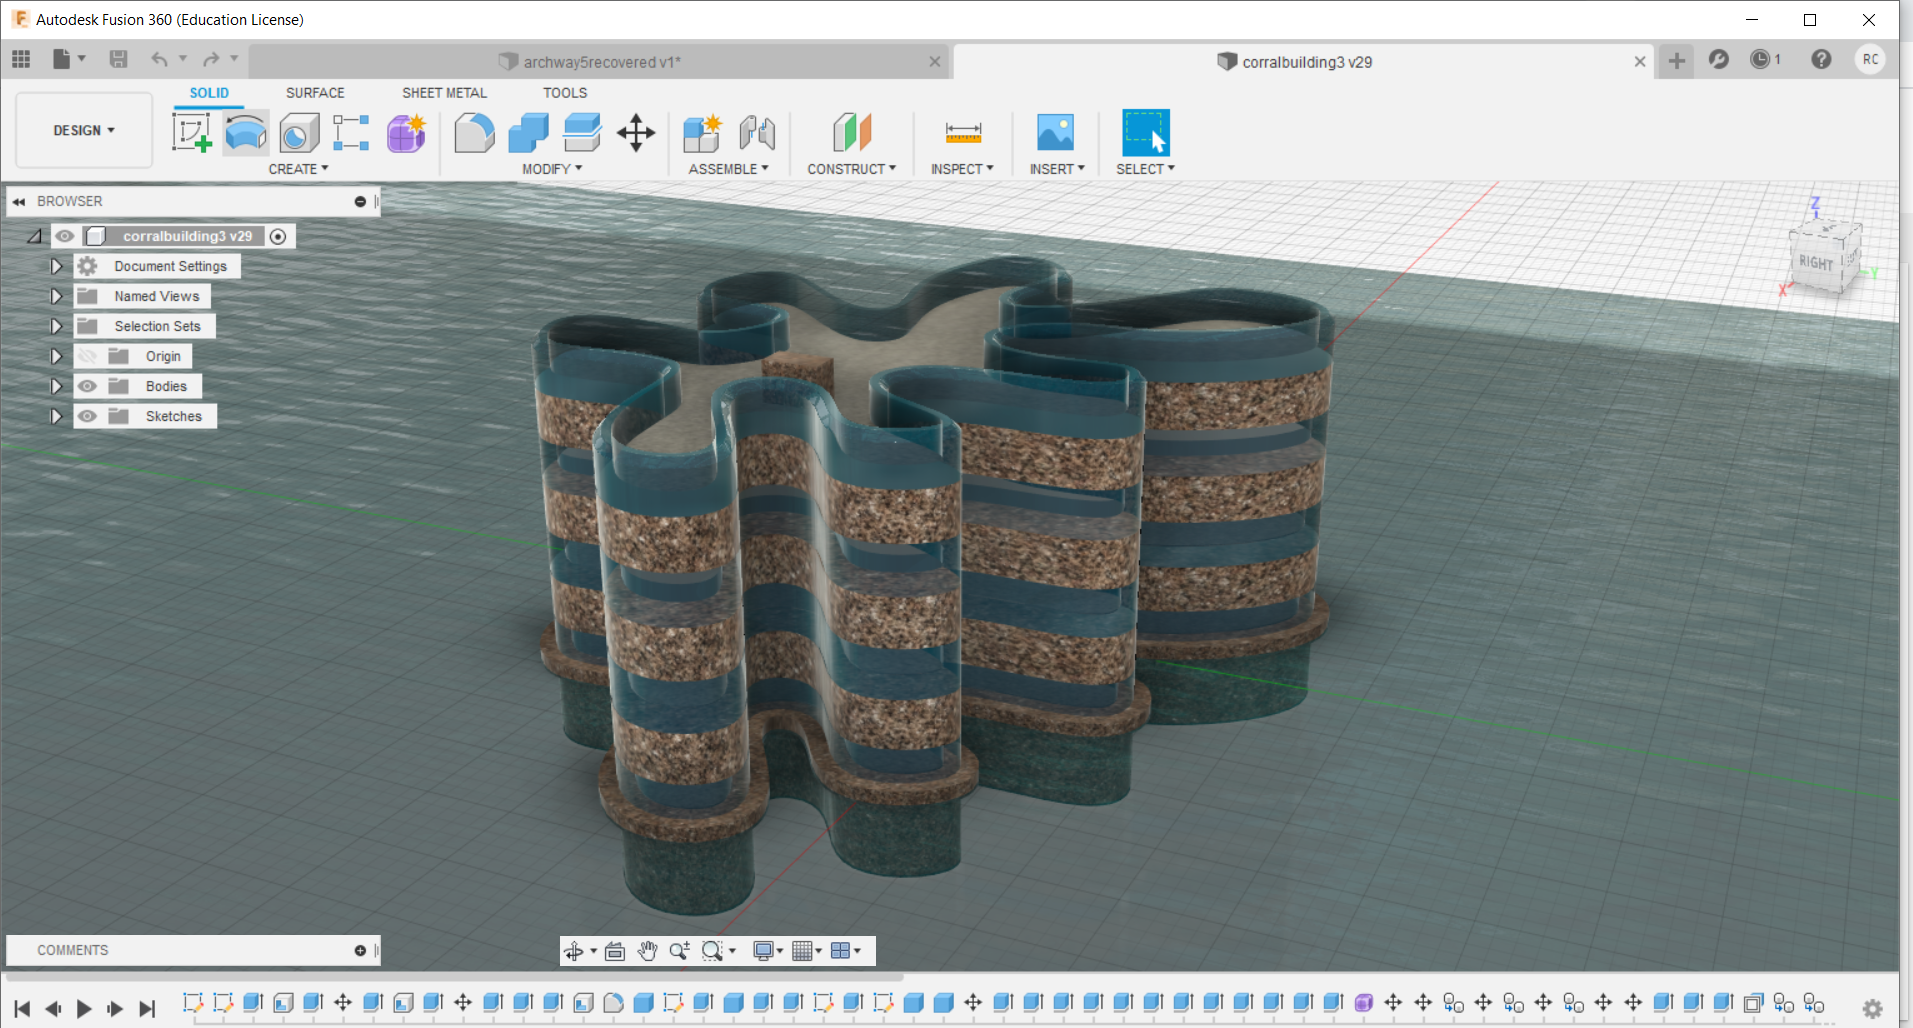 Autodesk Fusion 360 (Education License)
archway5recovered v1*
corralbuilding3 v29
1
RC
DESIGN
SOLID
SURFACE
SHEET METAL
TOOLS
CREATE
MODIFY
ASSEMBLE
CONSTRUCT
INSPECT
INSERT
SELECT
BROWSER
corralbuilding3 v29
Document Settings
Named Views
Selection Sets
Origin
Bodies
Sketches
Z
RIGHT
Y
X
COMMENTS